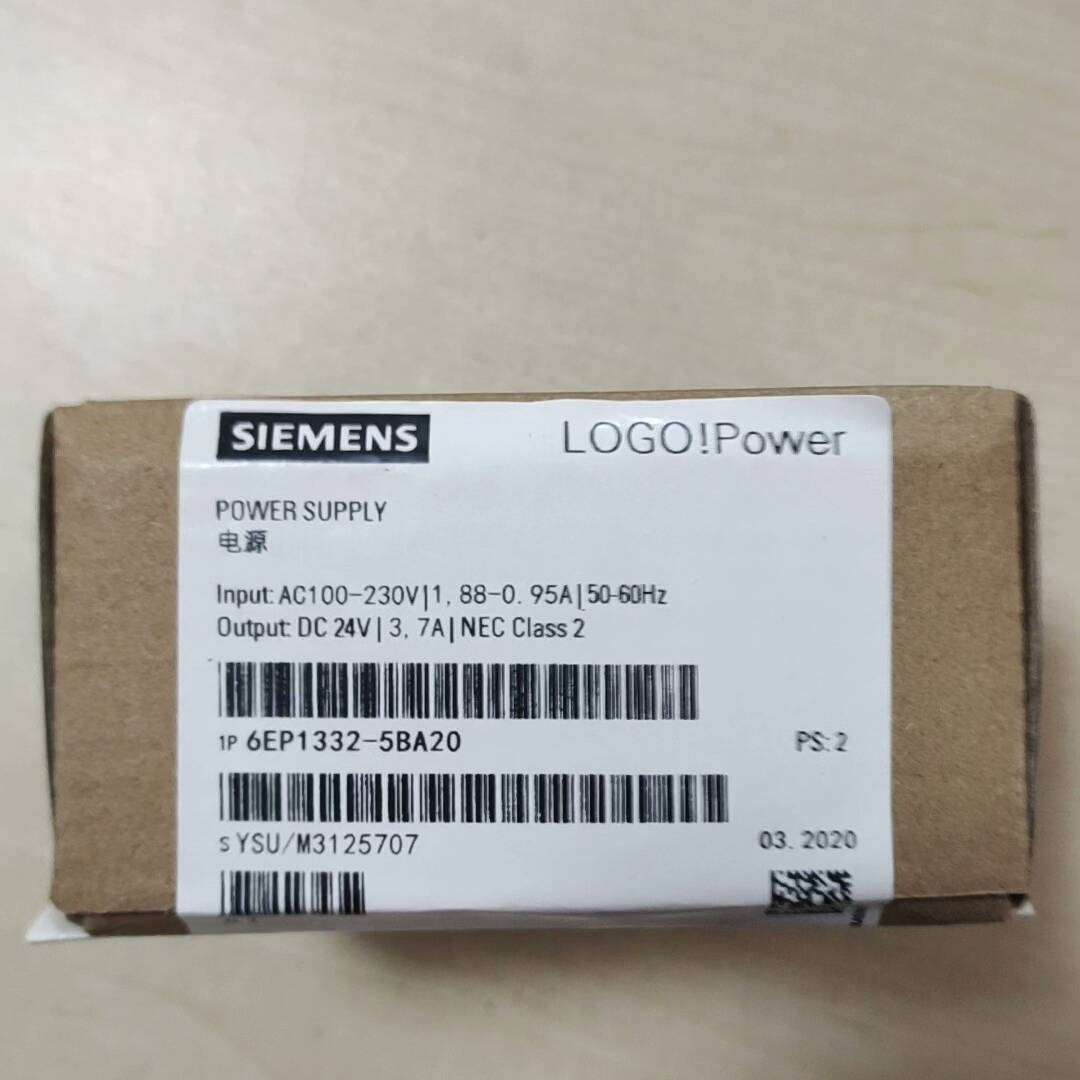 SIEMENS
LOGO!Power
POWER SUPPLY
电源
Input: AC100-230V|1, 88-0. 95A|50-60Hz
Output: DC 24V| 3, 7A|NEC Class 2
1P 6EP1332-5BA20
PS: 2
S YSU/M3125707
03. 2020